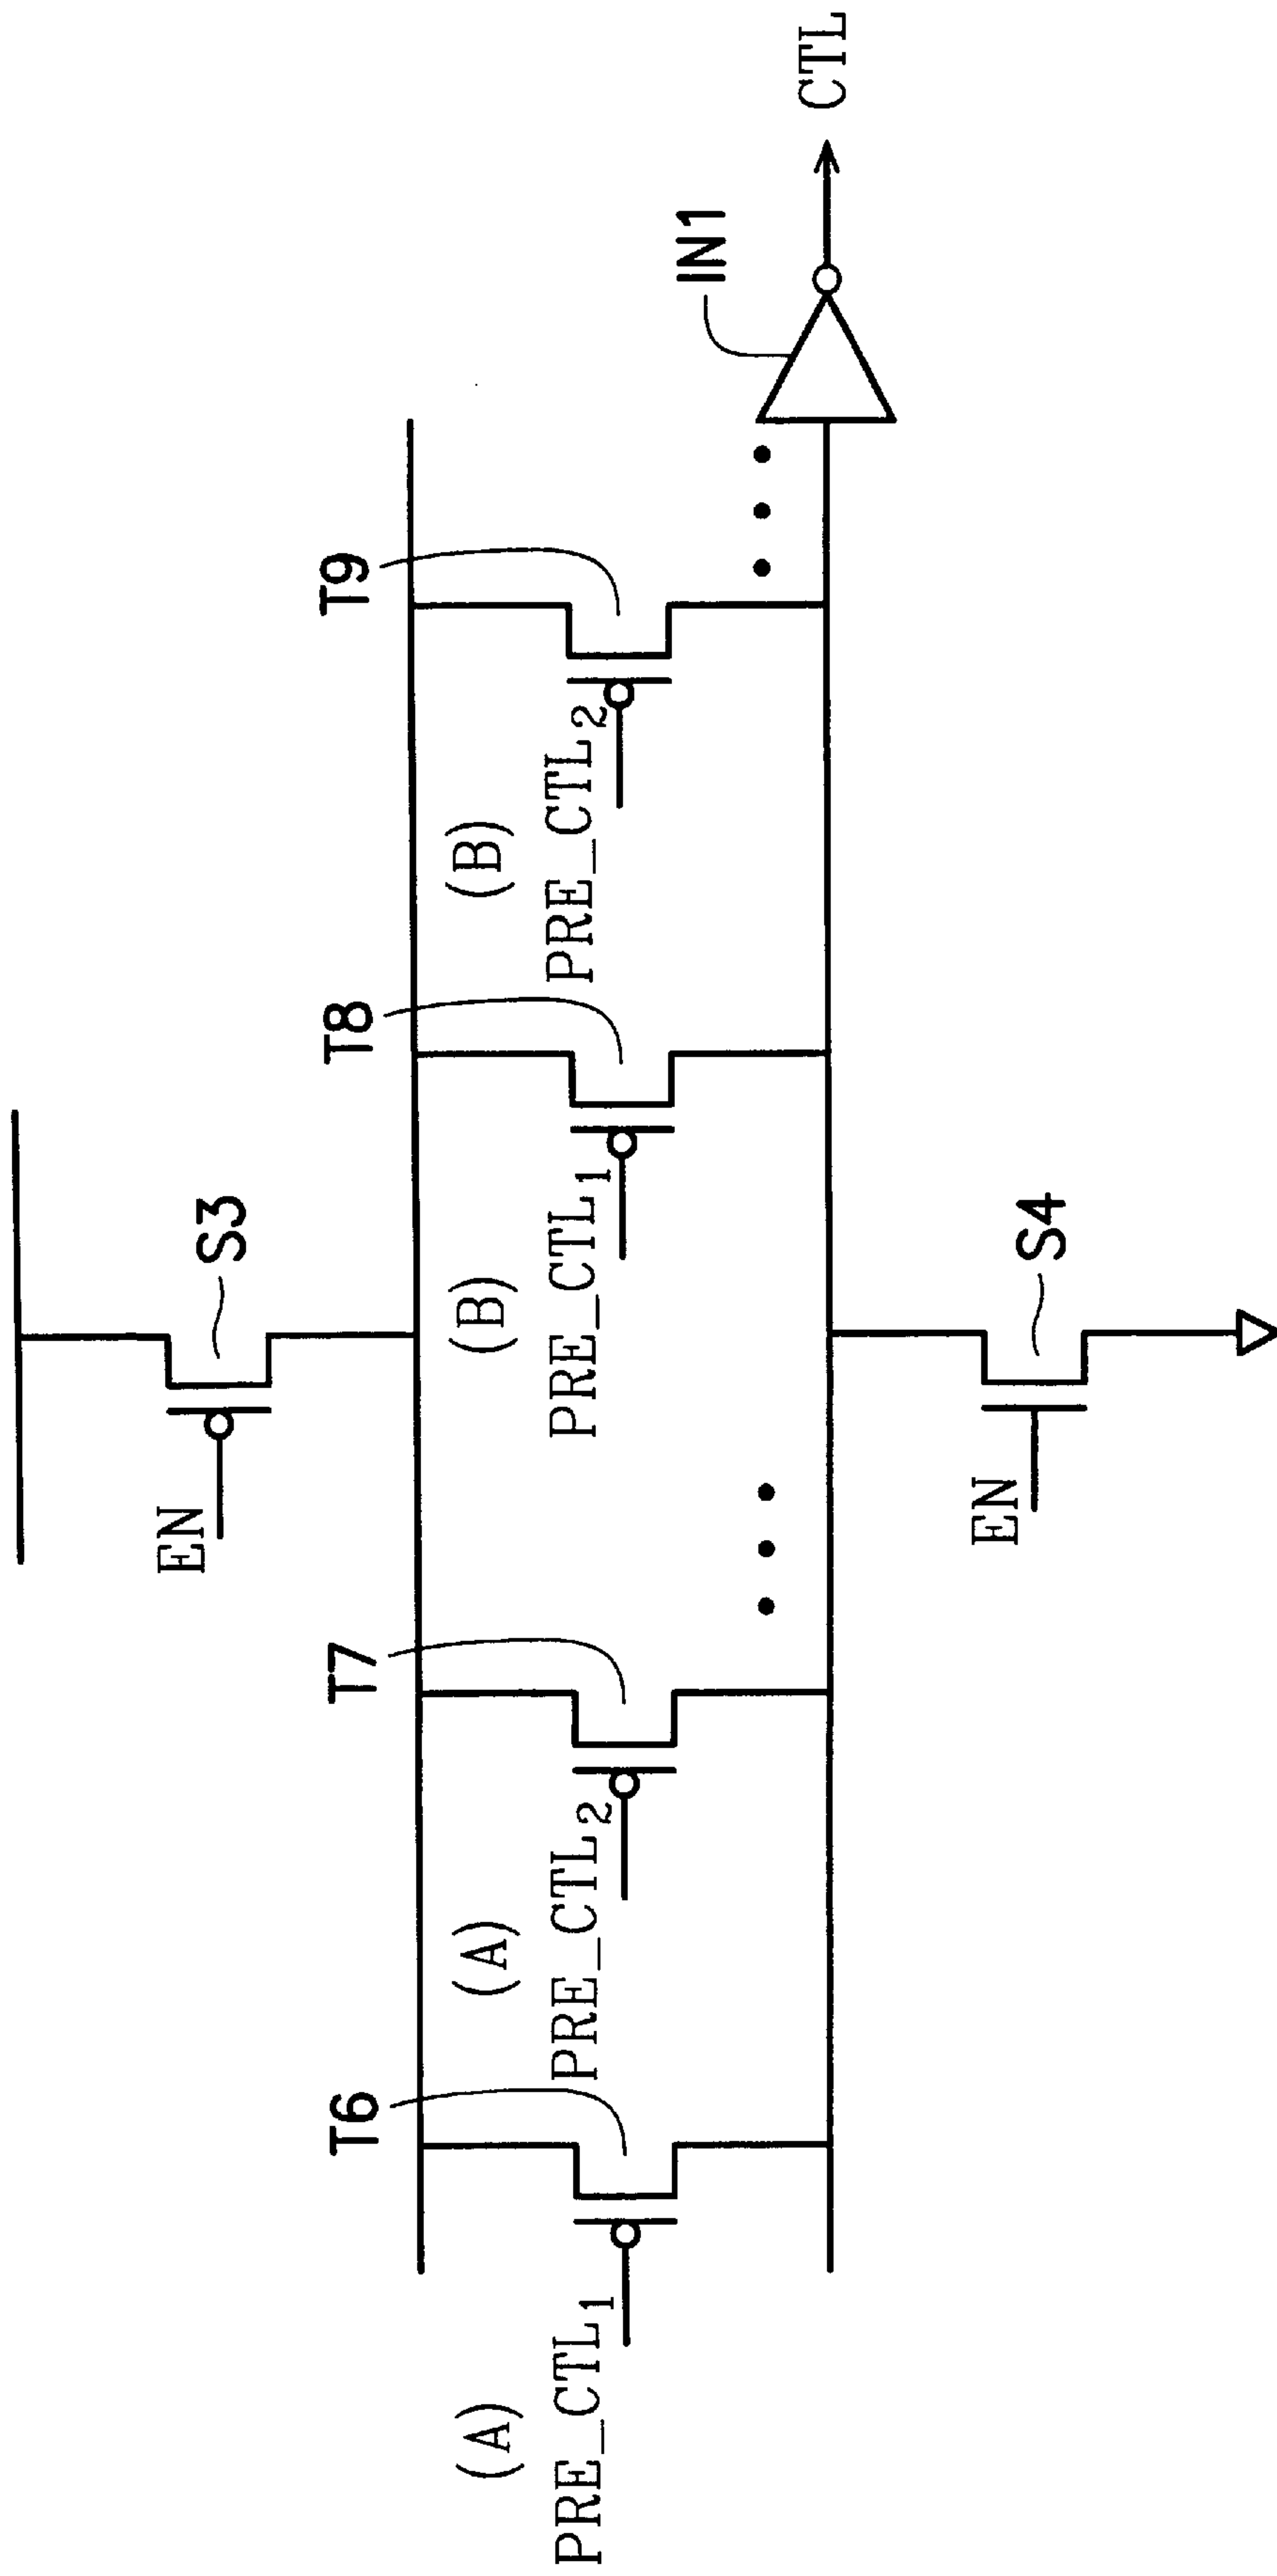 EN
S3
T6
T7
T8
T9
(A)
PRE_CTL₁
(A)
PRE_CTL₂
(B)
PRE_CTL₁
(B)
PRE_CTL₂
IN1
CTL
EN
S4